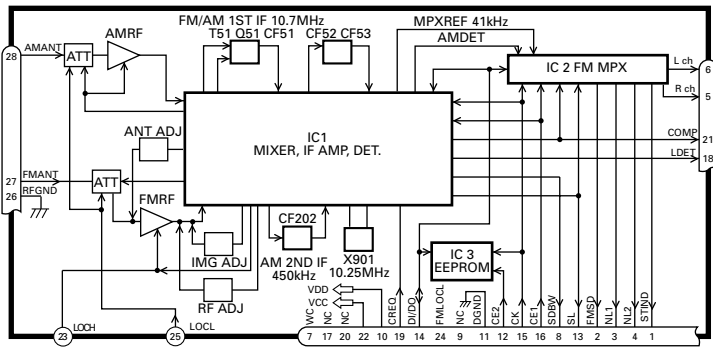 FM/AM 1ST IF 10.7MHz
MPXREF 41kHz
AMRF
T51 Q51 CF51
CF52 CF53
AMDET
AMANT
28
ATT
IC 2 FM MPX
L ch
6
R ch
5
IC1
MIXER, IF AMP, DET.
ANT ADJ
COMP
21
LDET
18
27
FMANT
ATT
26
RFGND
FMRF
CF202
IC 3
EEPROM
IMG ADJ
AM 2ND IF
450kHz
X901
10.25MHz
RF ADJ
VDD
VCC
LOCH
LOCL
23
25
WC
NC
NC
CREQ
DI/DO
FMLOCL
NC
DGND
CE2
CK
CE1
SDBW
SL
FMSD
NL1
NL2
STIND
7 17 20 22 10 19 14 24 9 11 12 15 16 8 13 2 3 4 1